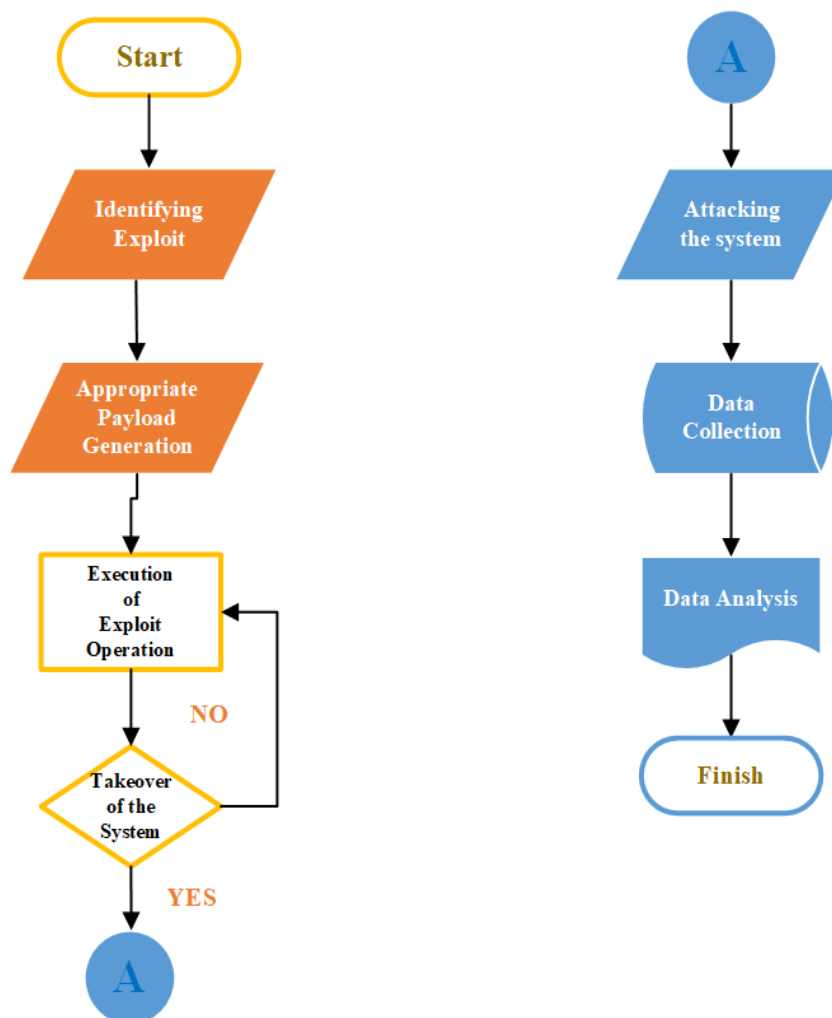 Start
Identifying
Exploit
Appropriate
Payload
Generation
Execution
of
Exploit
Operation
NO
Takeover
of the
System
YES
A
A
Attacking
the system
Data
Collection
Data Analysis
Finish